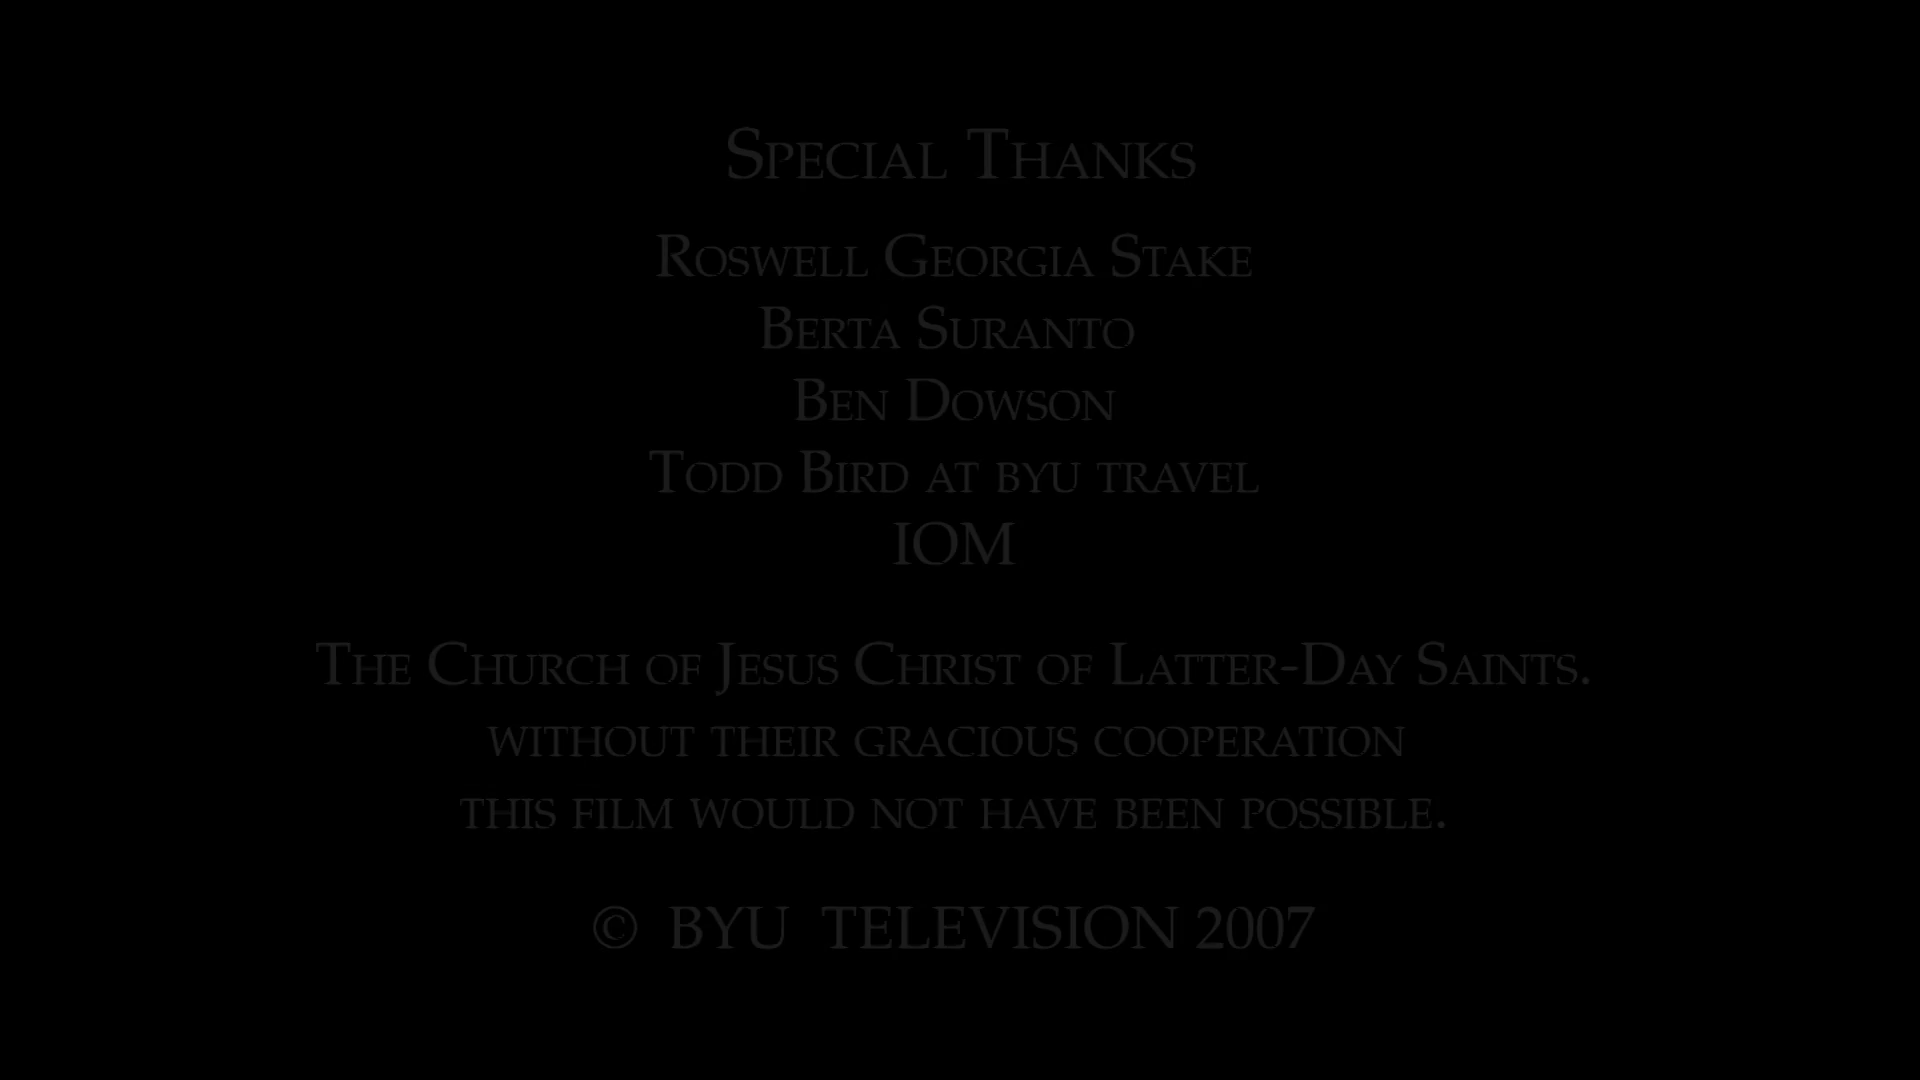 Special Thanks
Roswell Georgia Stake
Berta Suranto
Ben Dowson
Todd Bird at byu travel
IOM
The Church of Jesus Christ of Latter-Day Saints.
without their gracious cooperation
this film would not have been possible.
© BYU TELEVISION 2007